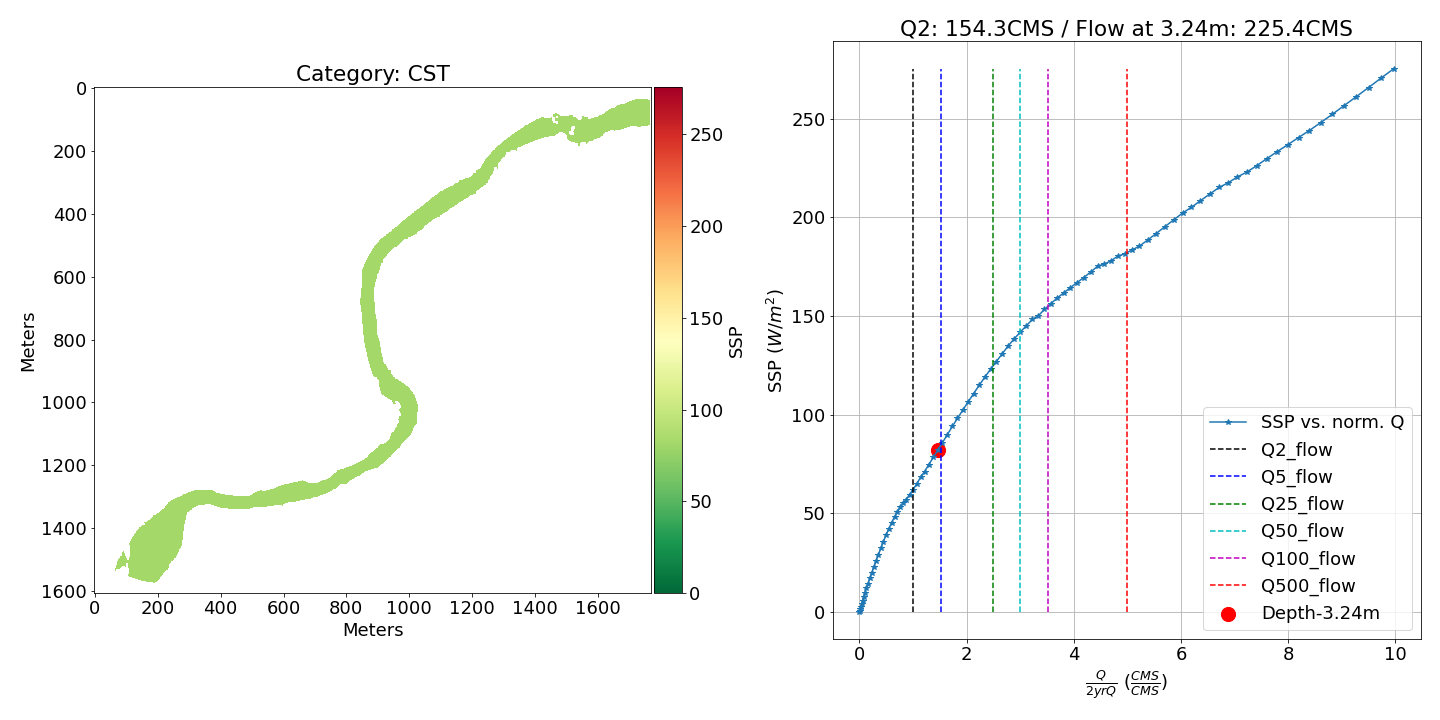 Category: CST
0
200
400
600
800
1000
1200
1400
1600
Meters
0 200 400 600 800 1000 1200 1400 1600
Meters
250
200
150
100
50
0
SSP
Q2: 154.3CMS / Flow at 3.24m: 225.4CMS
250
200
150
100
50
0
SSP (W/m²)
0 2 4 6 8 10
Q/2yrQ (CMS/CMS)
SSP vs. norm. Q
Q2_flow
Q5_flow
Q25_flow
Q50_flow
Q100_flow
Q500_flow
Depth-3.24m